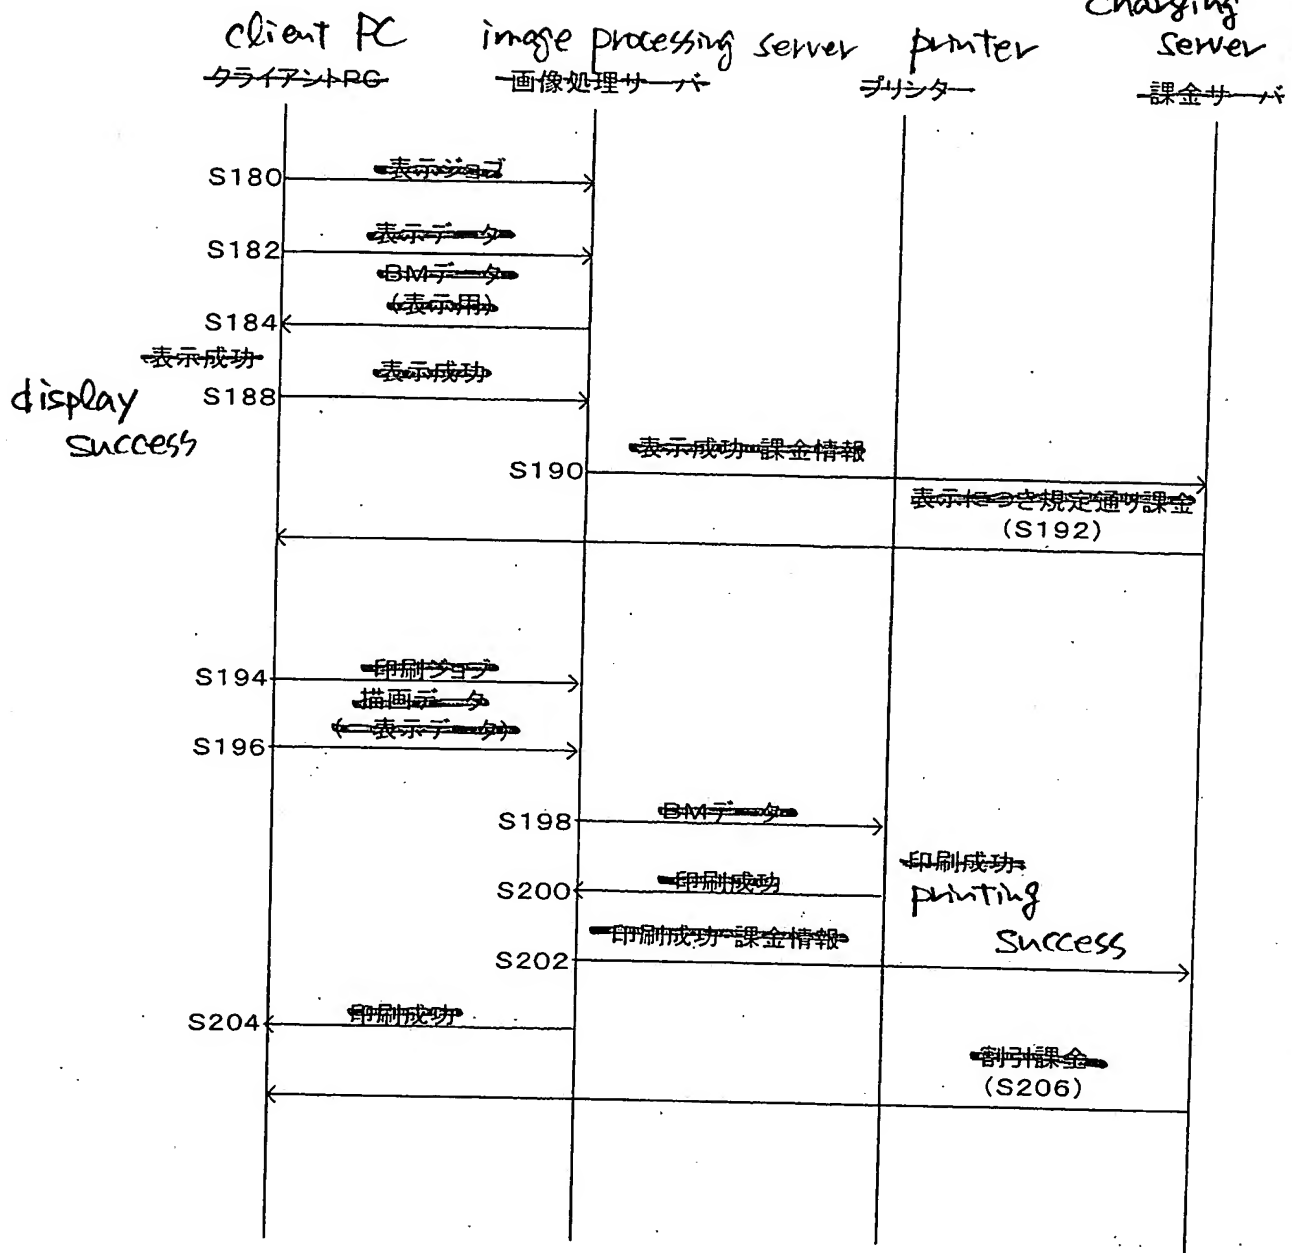 client PC
image processing server
printer
charging
server
クライアントPC
画像処理サーバ
プリンター
課金サーバ
S180
表示ジョブ
S182
表示データ
BMデータ
(表示用)
S184
表示成功
S188
表示成功
display
success
S190
表示成功・課金情報
表示につき規定通り課金
(S192)
S194
印刷ジョブ
描画データ
S196
表示データ)
S198
BMデータ
S200
印刷成功
印刷成功
printing
success
S202
印刷成功・課金情報
S204
印刷成功
割引課金
(S206)